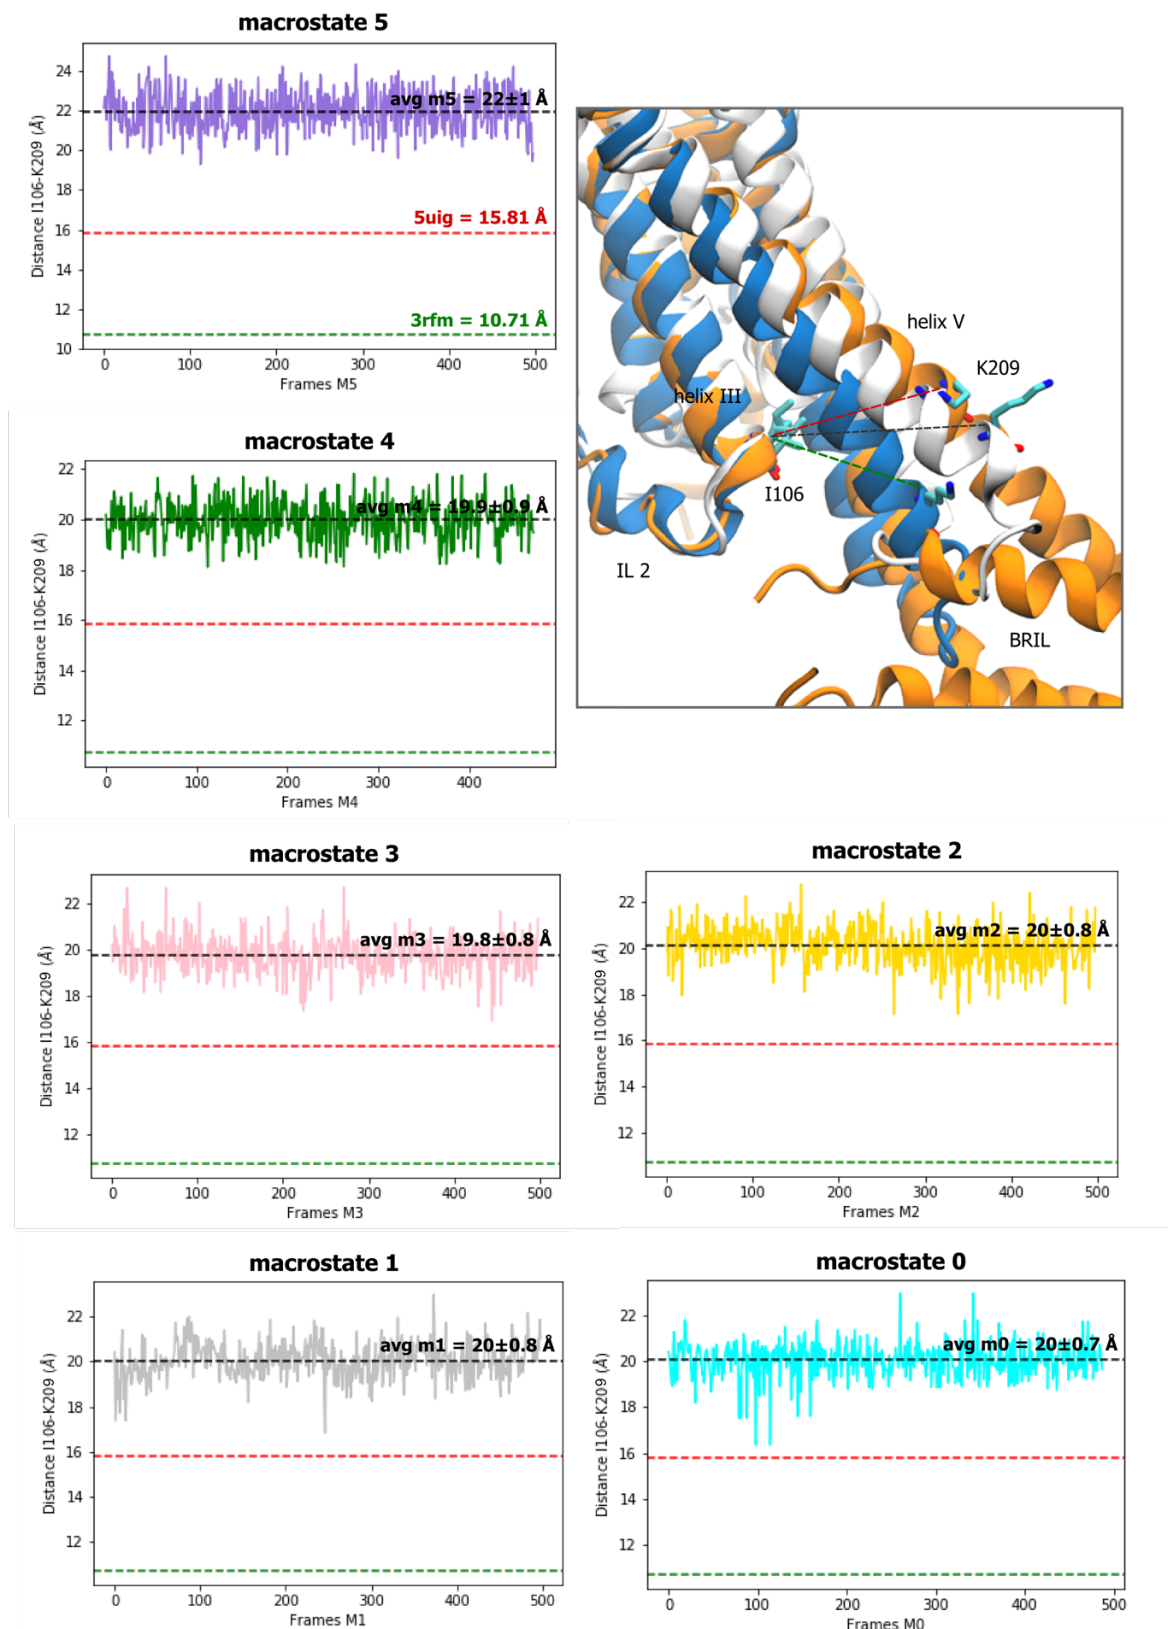 macrostate 5
24
22
20
18
16
14
12
10
Distance I106-K209 (Å)
avg m5 = 22±1 Å
5uig = 15.81 Å
3rfm = 10.71 Å
0 100 200 300 400 500
Frames M5
helix V
K209
helix III
I106
IL 2
BRIL
macrostate 4
22
20
18
16
14
12
Distance I106-K209 (Å)
avg m4 = 19.9±0.9 Å
0 100 200 300 400
Frames M4
macrostate 3
22
20
18
16
14
12
Distance I106-K209 (Å)
avg m3 = 19.8±0.8 Å
0 100 200 300 400 500
Frames M3
macrostate 2
22
20
18
16
14
12
Distance I106-K209 (Å)
avg m2 = 20±0.8 Å
0 100 200 300 400 500
Frames M2
macrostate 1
22
20
18
16
14
12
Distance I106-K209 (Å)
avg m1 = 20±0.8 Å
0 100 200 300 400 500
Frames M1
macrostate 0
22
20
18
16
14
12
Distance I106-K209 (Å)
avg m0 = 20±0.7 Å
0 100 200 300 400 500
Frames M0